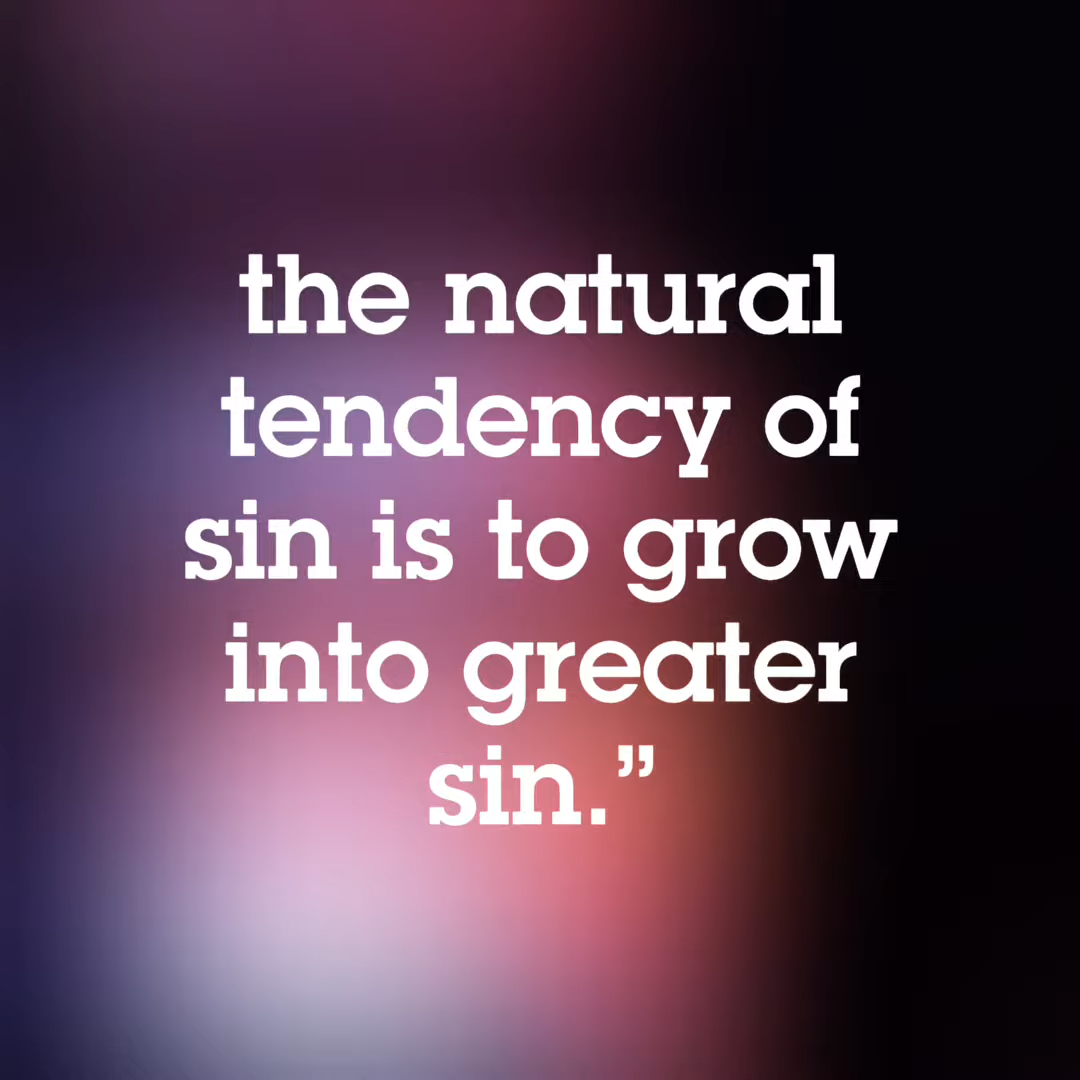 the natural
tendency of
sin is to grow
into greater
sin.”